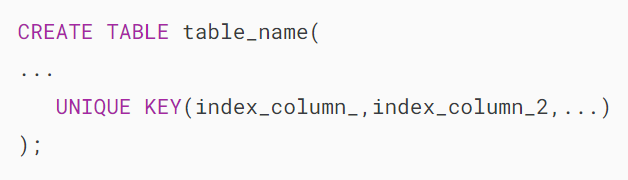 CREATE TABLE table_name(
...
UNIQUE KEY(index_column_,index_column_2,...)
);